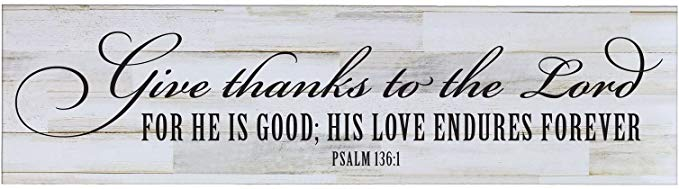 Give thanks to the Lord
FOR HE IS GOOD; HIS LOVE ENDURES FOREVER
PSALM 136:1